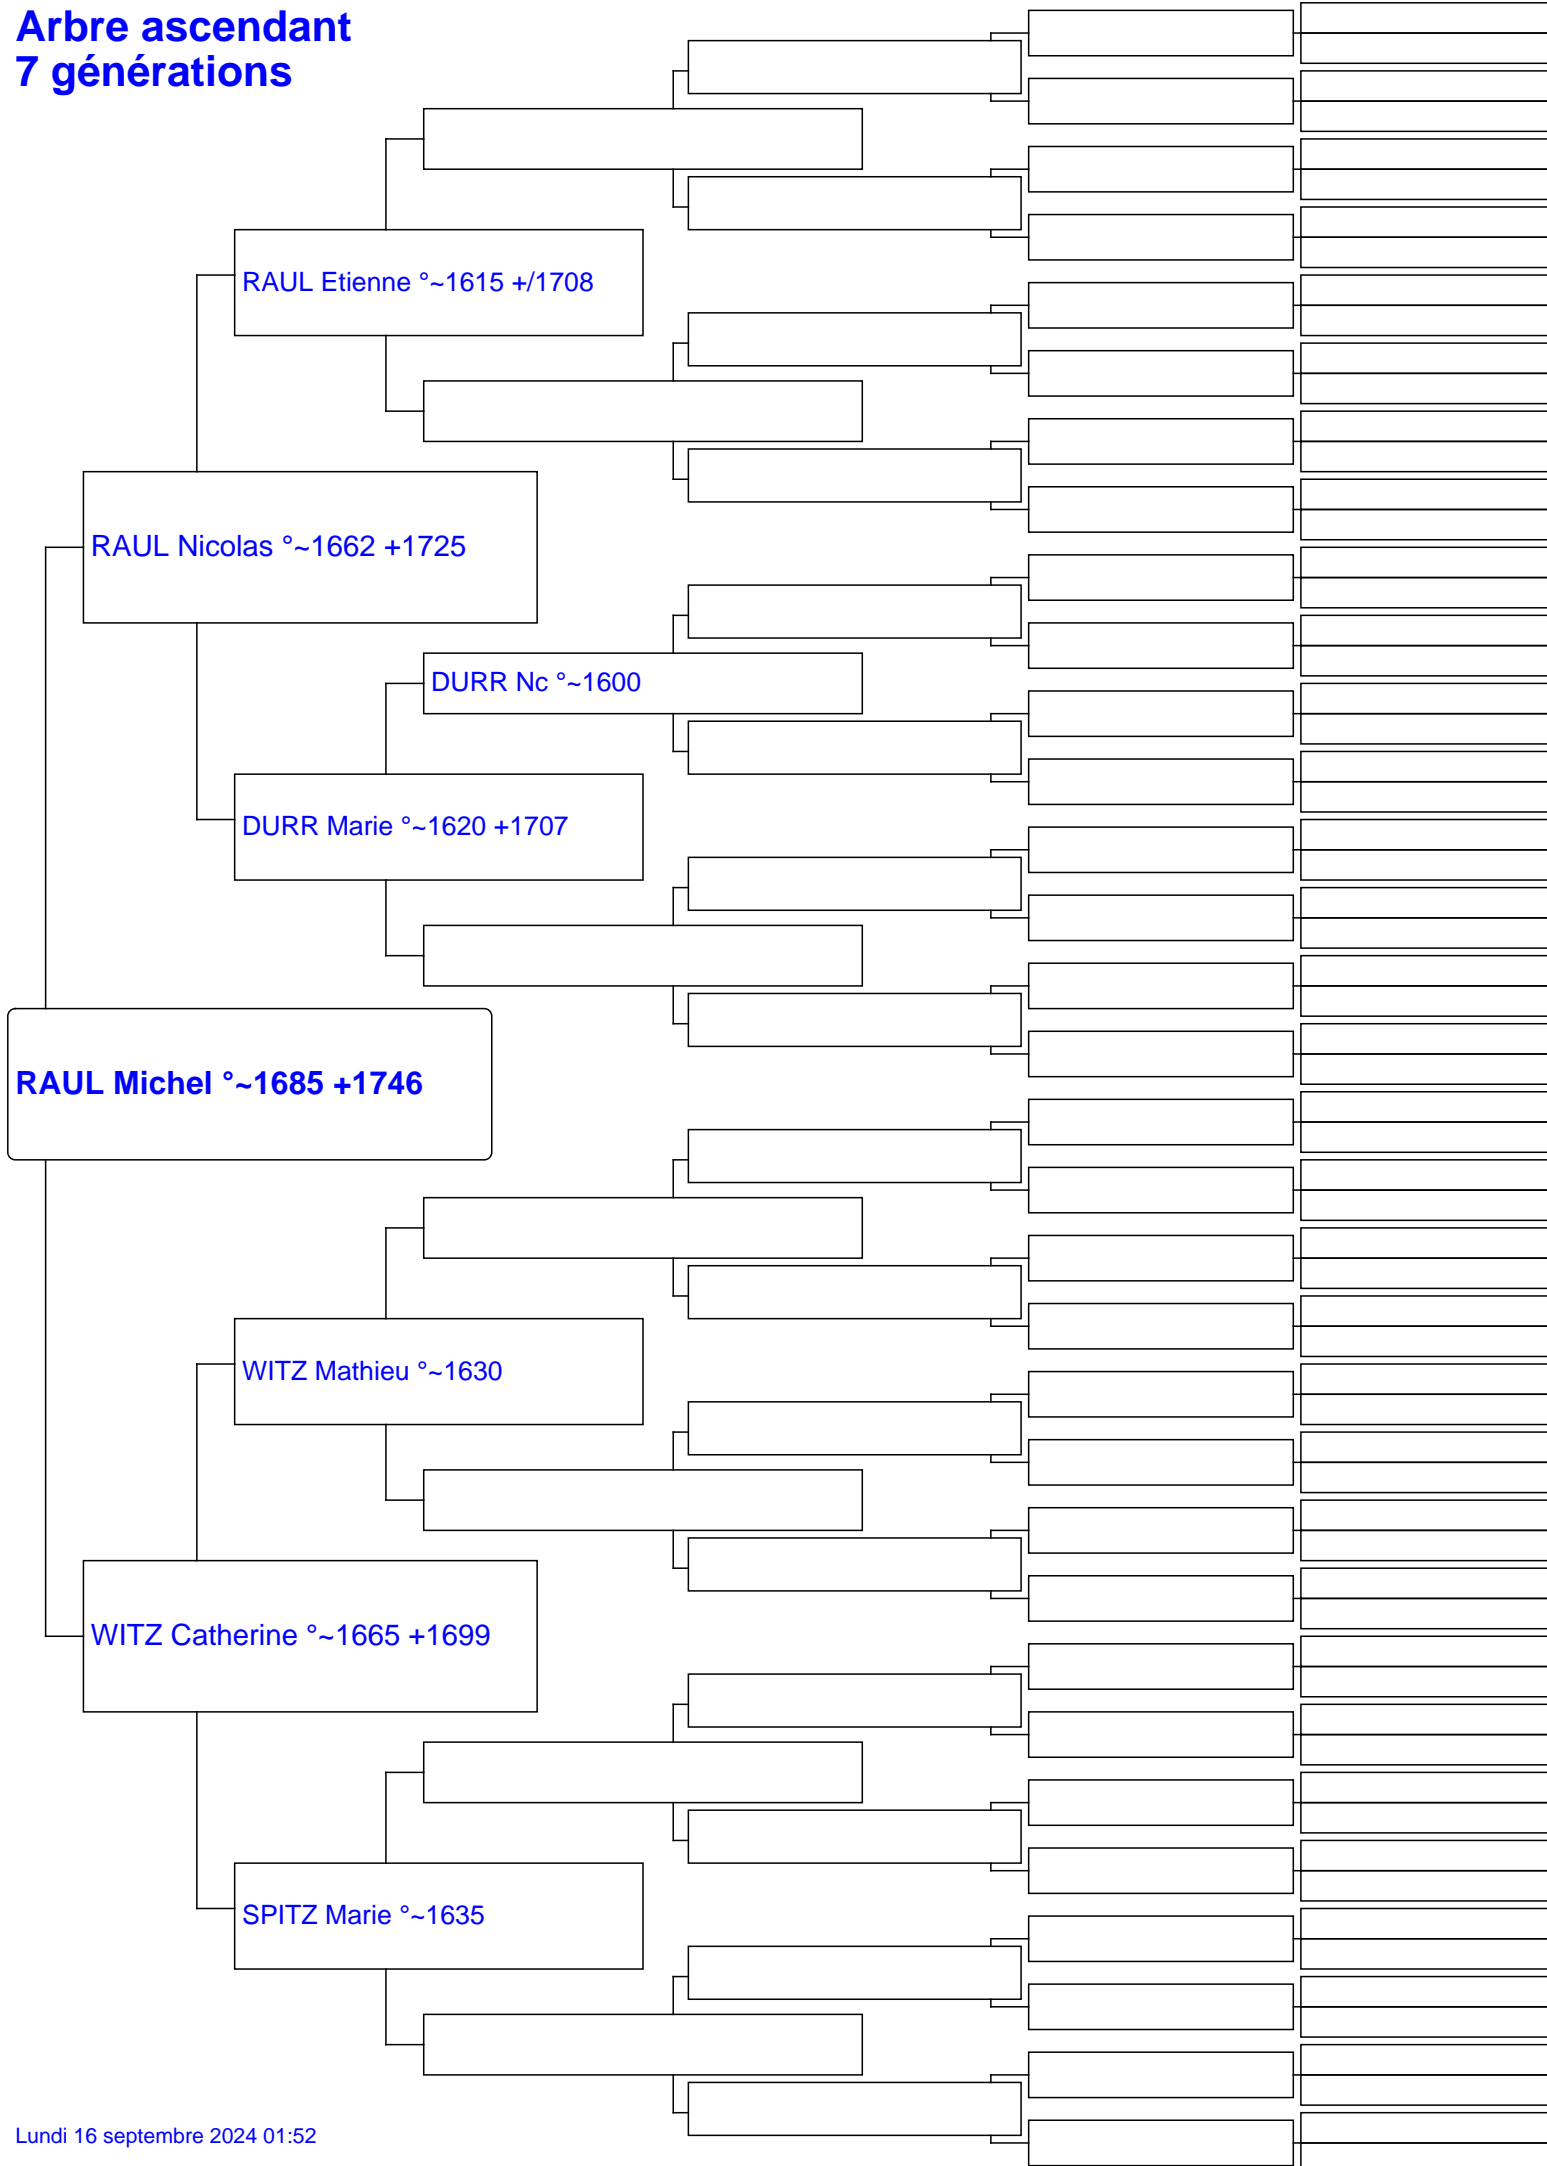 Arbre ascendant
7 générations
RAUL Etienne °~1615 +/1708
RAUL Nicolas °~1662 +1725
DURR Nc °~1600
DURR Marie °~1620 +1707
RAUL Michel °~1685 +1746
WITZ Mathieu °~1630
WITZ Catherine °~1665 +1699
SPITZ Marie °~1635
Lundi 16 septembre 2024 01:52